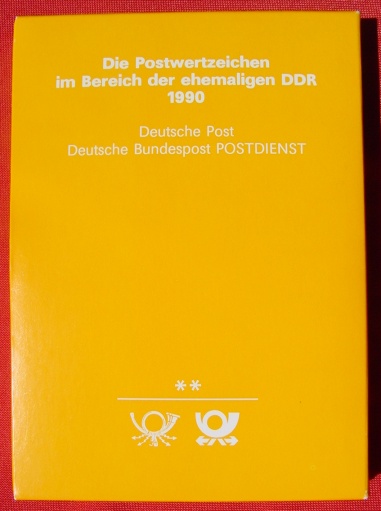 Die Postwertzeichen
im Bereich der ehemaligen DDR
1990
Deutsche Post
Deutsche Bundespost POSTDIENST
**